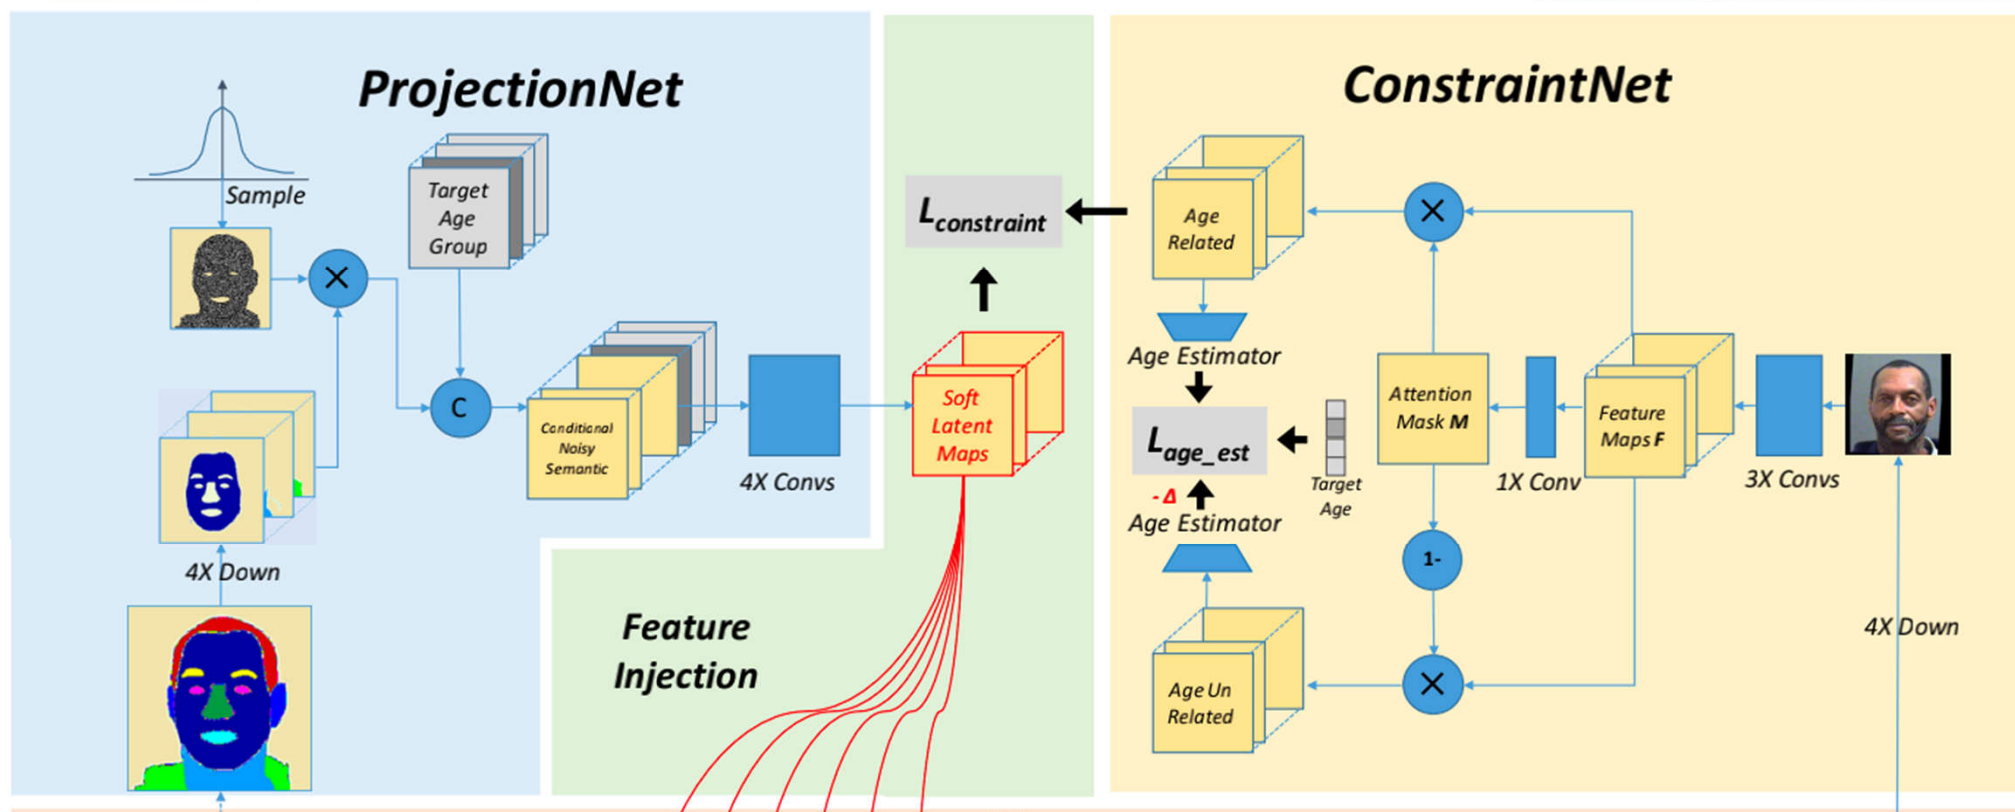 ProjectionNet
Sample
Target
Age
Group
C
Conditional
Noisy
Semantic
4X Convs
4X Down
Feature
Injection
L constraint
Soft
Latent
Maps
ConstraintNet
Age
Related
Age Estimator
L age_est
Target
Age
- Δ
Age Estimator
Age Un
Related
Attention
Mask M
1X Conv
Feature
Maps F
3X Convs
1-
4X Down